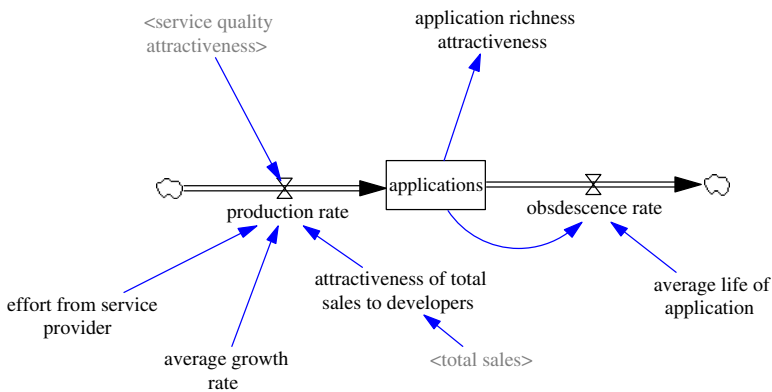 <service quality
attractiveness>
application richness
attractiveness
applications
production rate
obsdescence rate
effort from service
provider
average growth
rate
attractiveness of total
sales to developers
<total sales>
average life of
application